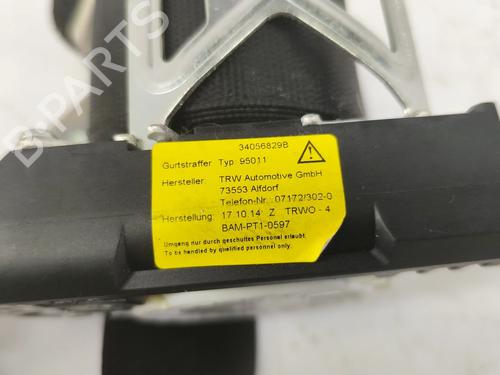 B-PARTS
34056829B
Gurtstraffer Typ 95011
Hersteller: TRW Automotive GmbH
73553 Alfdorf
Telefon-Nr.: 07172/302-0
Herstellung: 17.10.14 Z TRWO - 4
BAM-PT1-0597
Umgang nur durch geschultes Personal erlaubt.
To be handled by qualified personnel only.